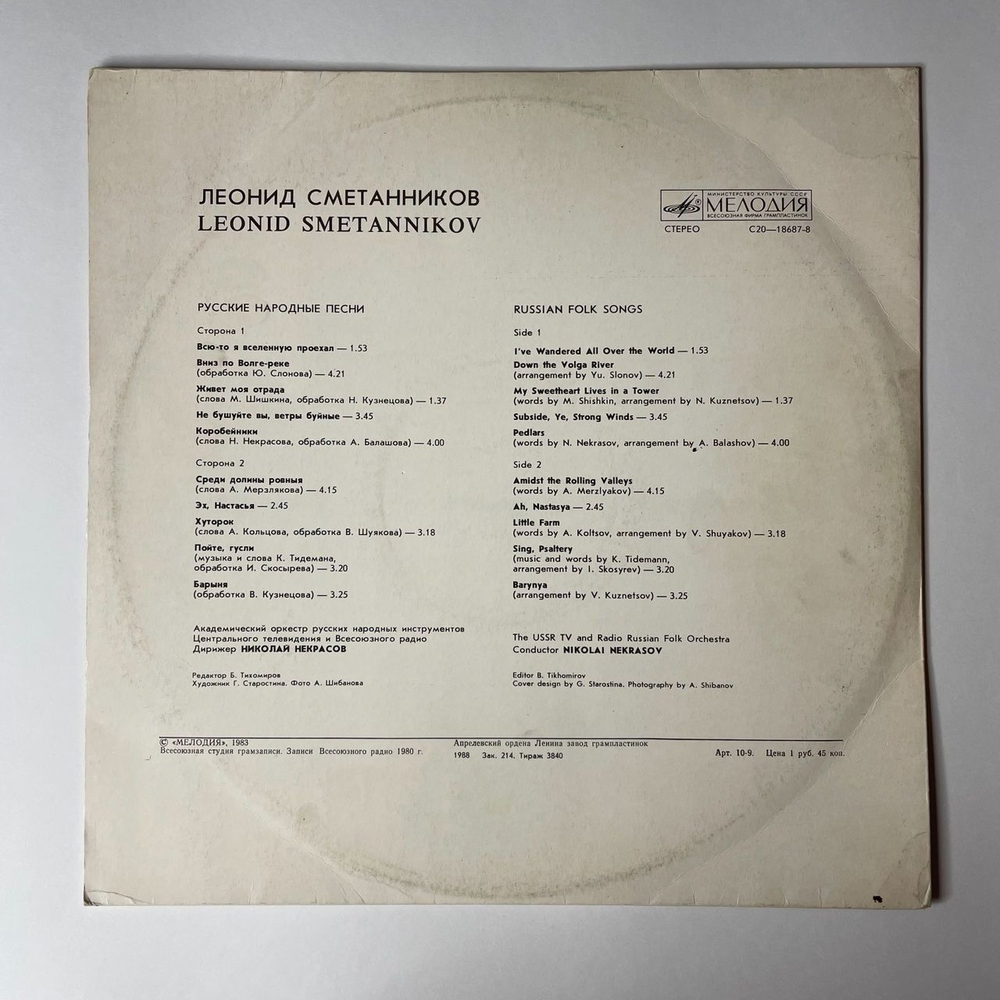 ЛЕОНИД СМЕТАННИКОВ
LEONID SMETANNIKOV
МИНИСТЕРСТВО КУЛЬТУРЫ СССР
МЕЛОДИЯ
ВСЕСОЮЗНАЯ ФИРМА ГРАМПЛАСТИНОК
СТЕРЕО С20—18687-8
РУССКИЕ НАРОДНЫЕ ПЕСНИ
Сторона 1
Всю-то я вселенную проехал — 1.53
Вниз по Волге-реке
(обработка Ю. Слонова) — 4.21
Живет моя отрада
(слова М. Шишкина, обработка Н. Кузнецова) — 1.37
Не бушуйте вы, ветры буйные — 3.45
Коробейники
(слова Н. Некрасова, обработка А. Балашова) — 4.00
Сторона 2
Среди долины ровныя
(слова А. Мерзлякова) — 4.15
Эх, Настасья — 2.45
Хуторок
(слова А. Кольцова, обработка В. Шуякова) — 3.18
Пойте, гусли
(музыка и слова К. Тидемана,
обработка И. Скосырева) — 3.20
Барыня
(обработка В. Кузнецова) — 3.25
Академический оркестр русских народных инструментов
Центрального телевидения и Всесоюзного радио
Дирижер НИКОЛАЙ НЕКРАСОВ
Редактор Б. Тихомиров
Художник Г. Старостина. Фото А. Шибанова
RUSSIAN FOLK SONGS
Side 1
I've Wandered All Over the World — 1.53
Down the Volga River
(arrangement by Yu. Slonov) — 4.21
My Sweetheart Lives in a Tower
(words by M. Shishkin, arrangement by N. Kuznetsov) — 1.37
Subside, Ye, Strong Winds — 3.45
Pedlars
(words by N. Nekrasov, arrangement by A. Balashov) — 4.00
Side 2
Amidst the Rolling Valleys
(words by A. Merzlyakov) — 4.15
Ah, Nastasya — 2.45
Little Farm
(words by A. Koltsov, arrangement by V. Shuyakov) — 3.18
Sing, Psaltery
(music and words by K. Tidemann,
arrangement by I. Skosyrev) — 3.20
Barynya
(arrangement by V. Kuznetsov) — 3.25
The USSR TV and Radio Russian Folk Orchestra
Conductor NIKOLAI NEKRASOV
Editor B. Tikhomirov
Cover design by G. Starostina. Photography by A. Shibanov
© «МЕЛОДИЯ», 1983
Всесоюзная студия грамзаписи. Записи Всесоюзного радио 1980 г.
Апрелевский ордена Ленина завод грампластинок
1988 Зак. 214. Тираж 3840
Арт. 10-9. Цена 1 руб. 45 коп.